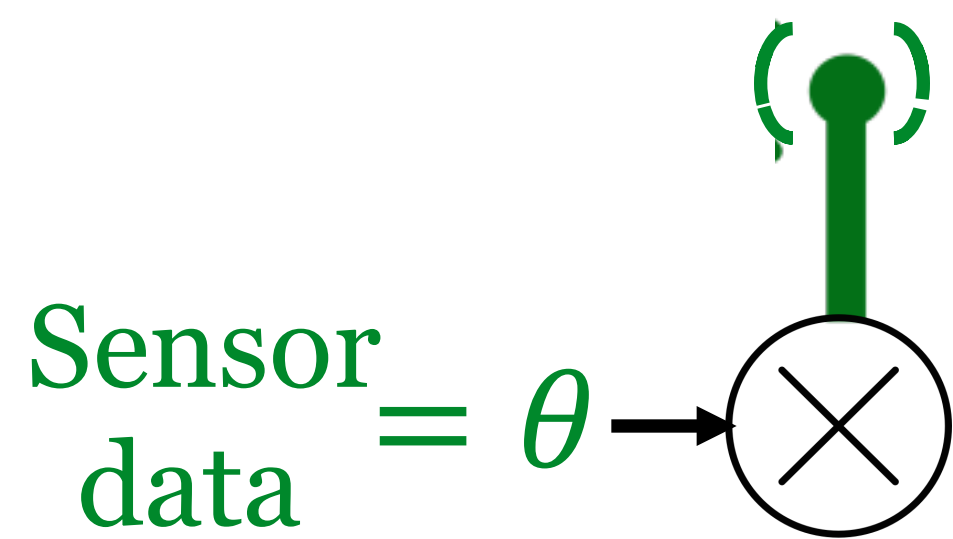 Sensor
data
= θ